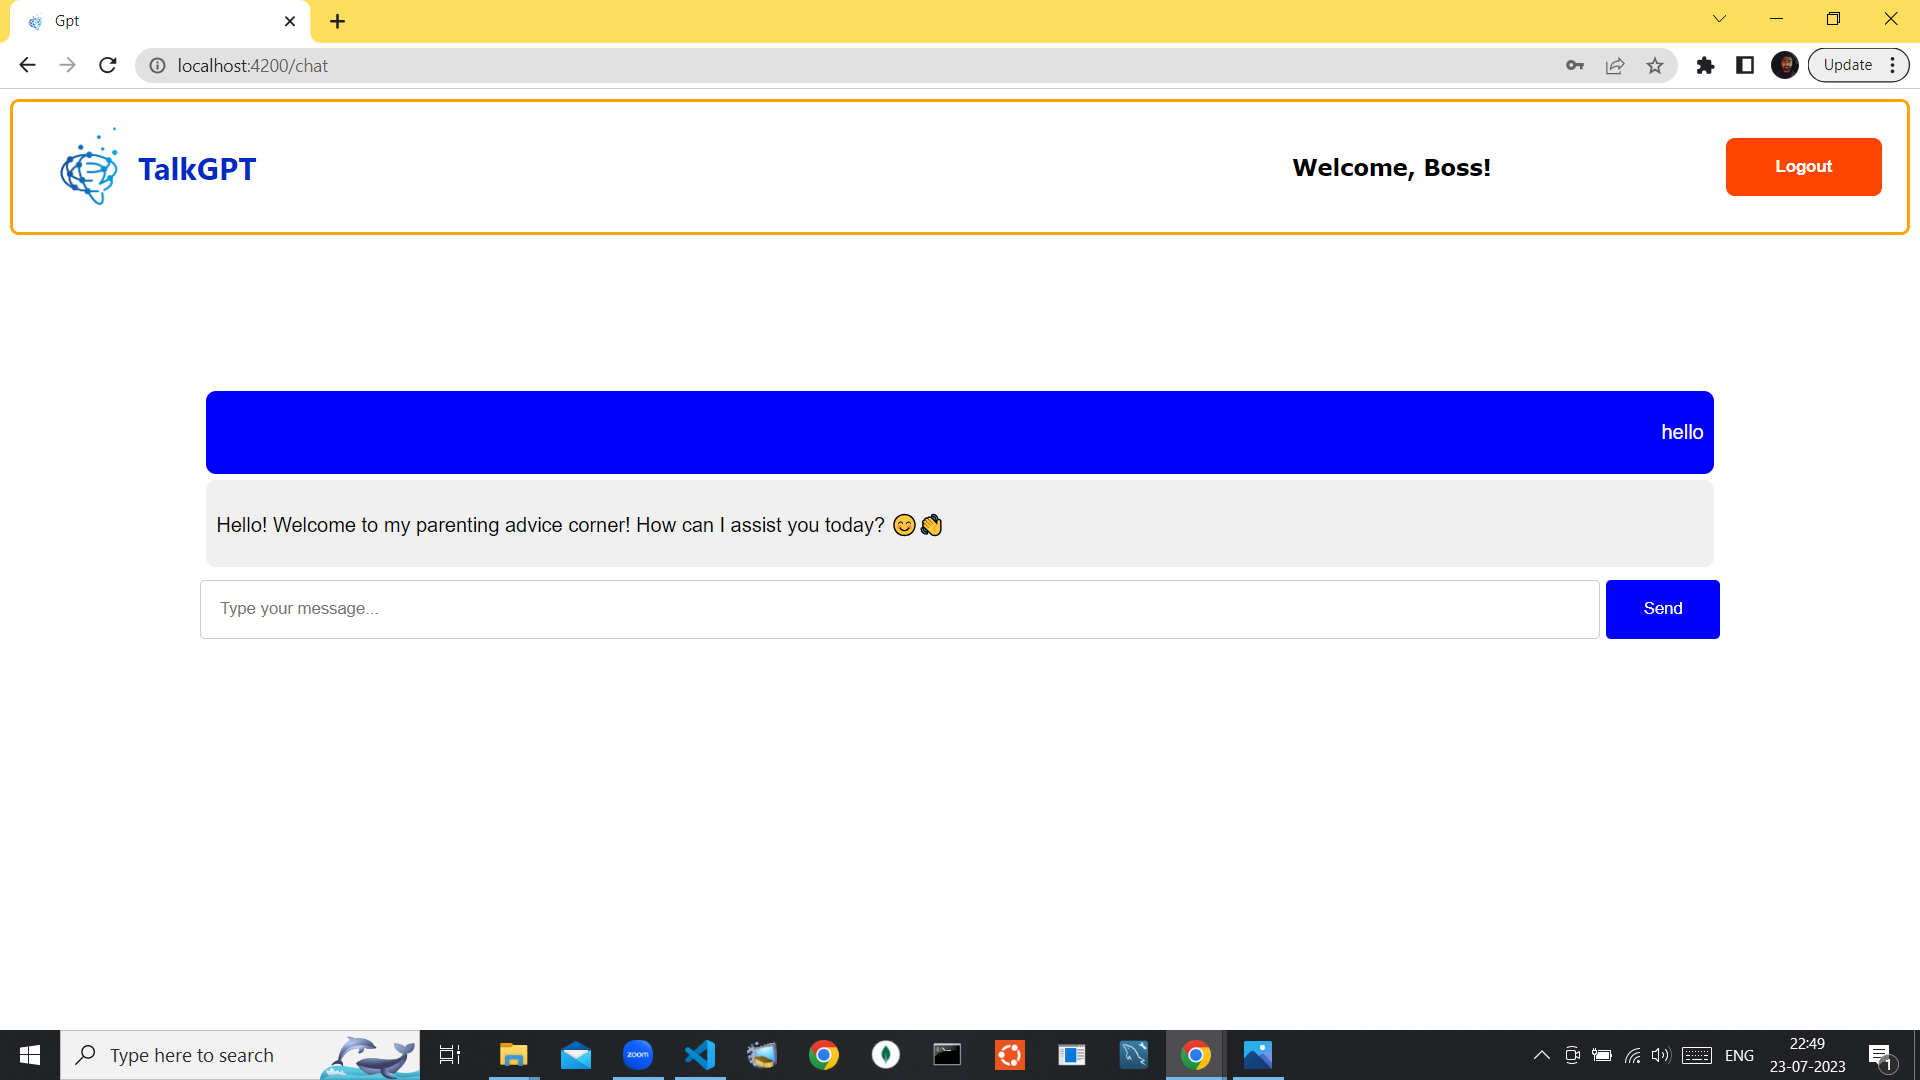 Gpt
localhost:4200/chat
Update
TalkGPT
Welcome, Boss!
Logout
hello
Hello! Welcome to my parenting advice corner! How can I assist you today? 😊👏
Type your message...
Send
Type here to search
zoom
ENG
22:49
23-07-2023
1